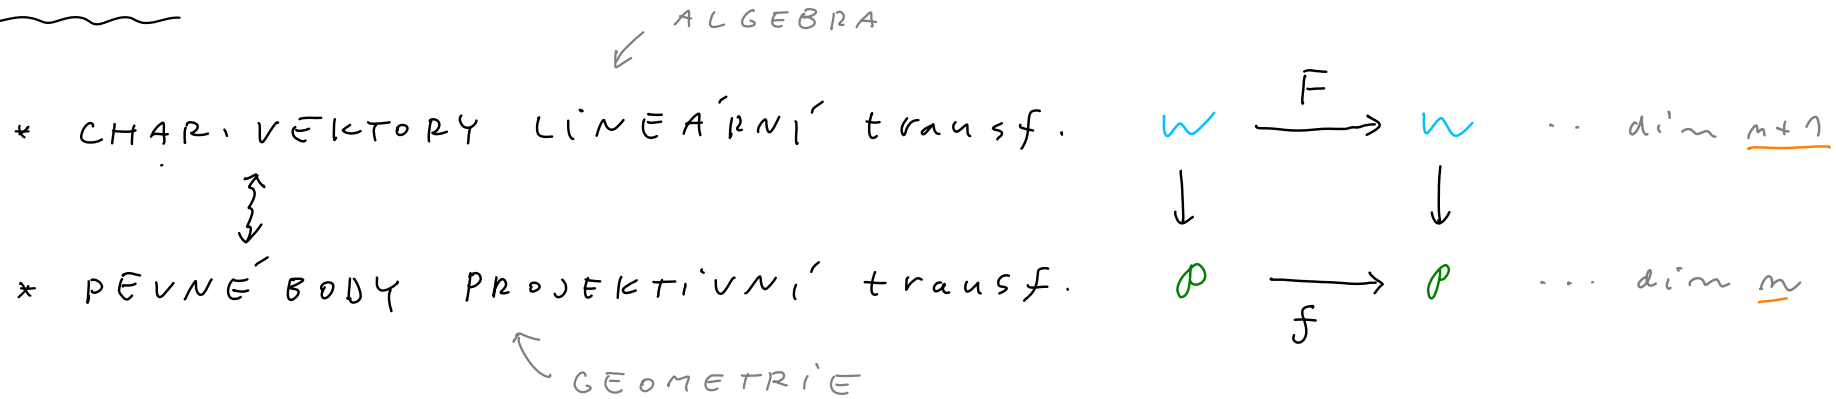 ALGEBRA
* CHAR. VEKTORY LINEÁRNÍ transf. W F→ W ·· dim n+1
↕
↓ ↓
* PEVNÉ BODY PROJEKTIVNÍ transf. P →f P ... dim n
GEOMETRIE